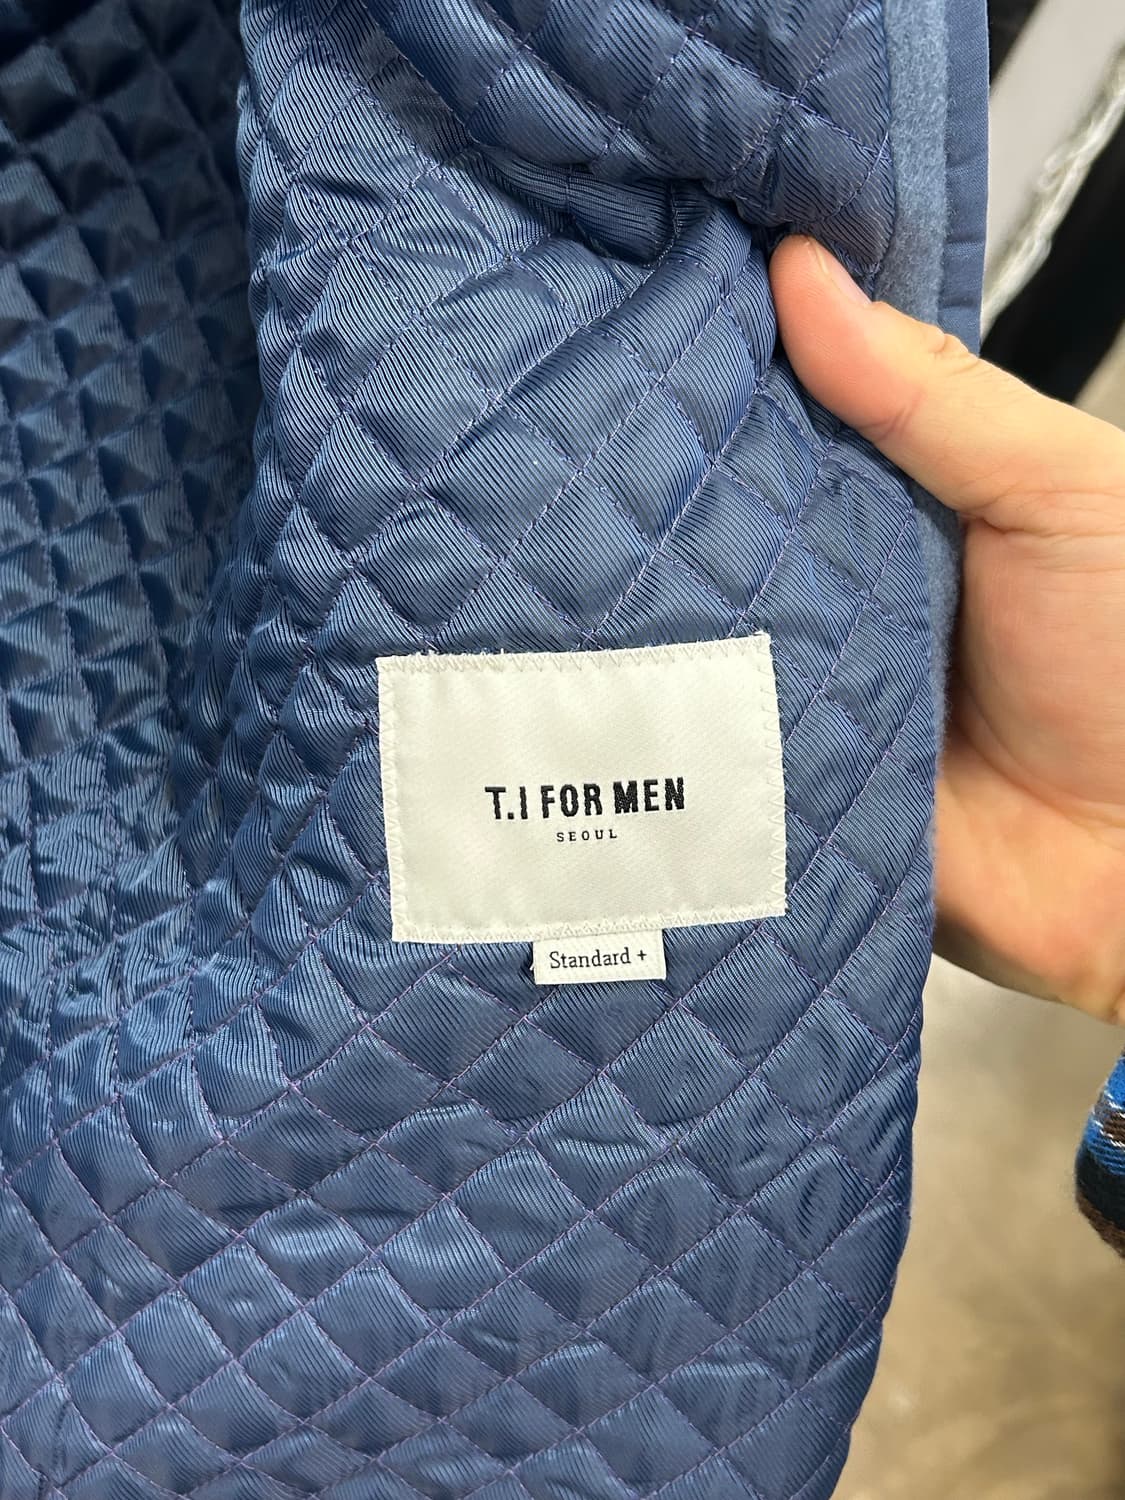 T.I FOR MEN
SEOUL
Standard +